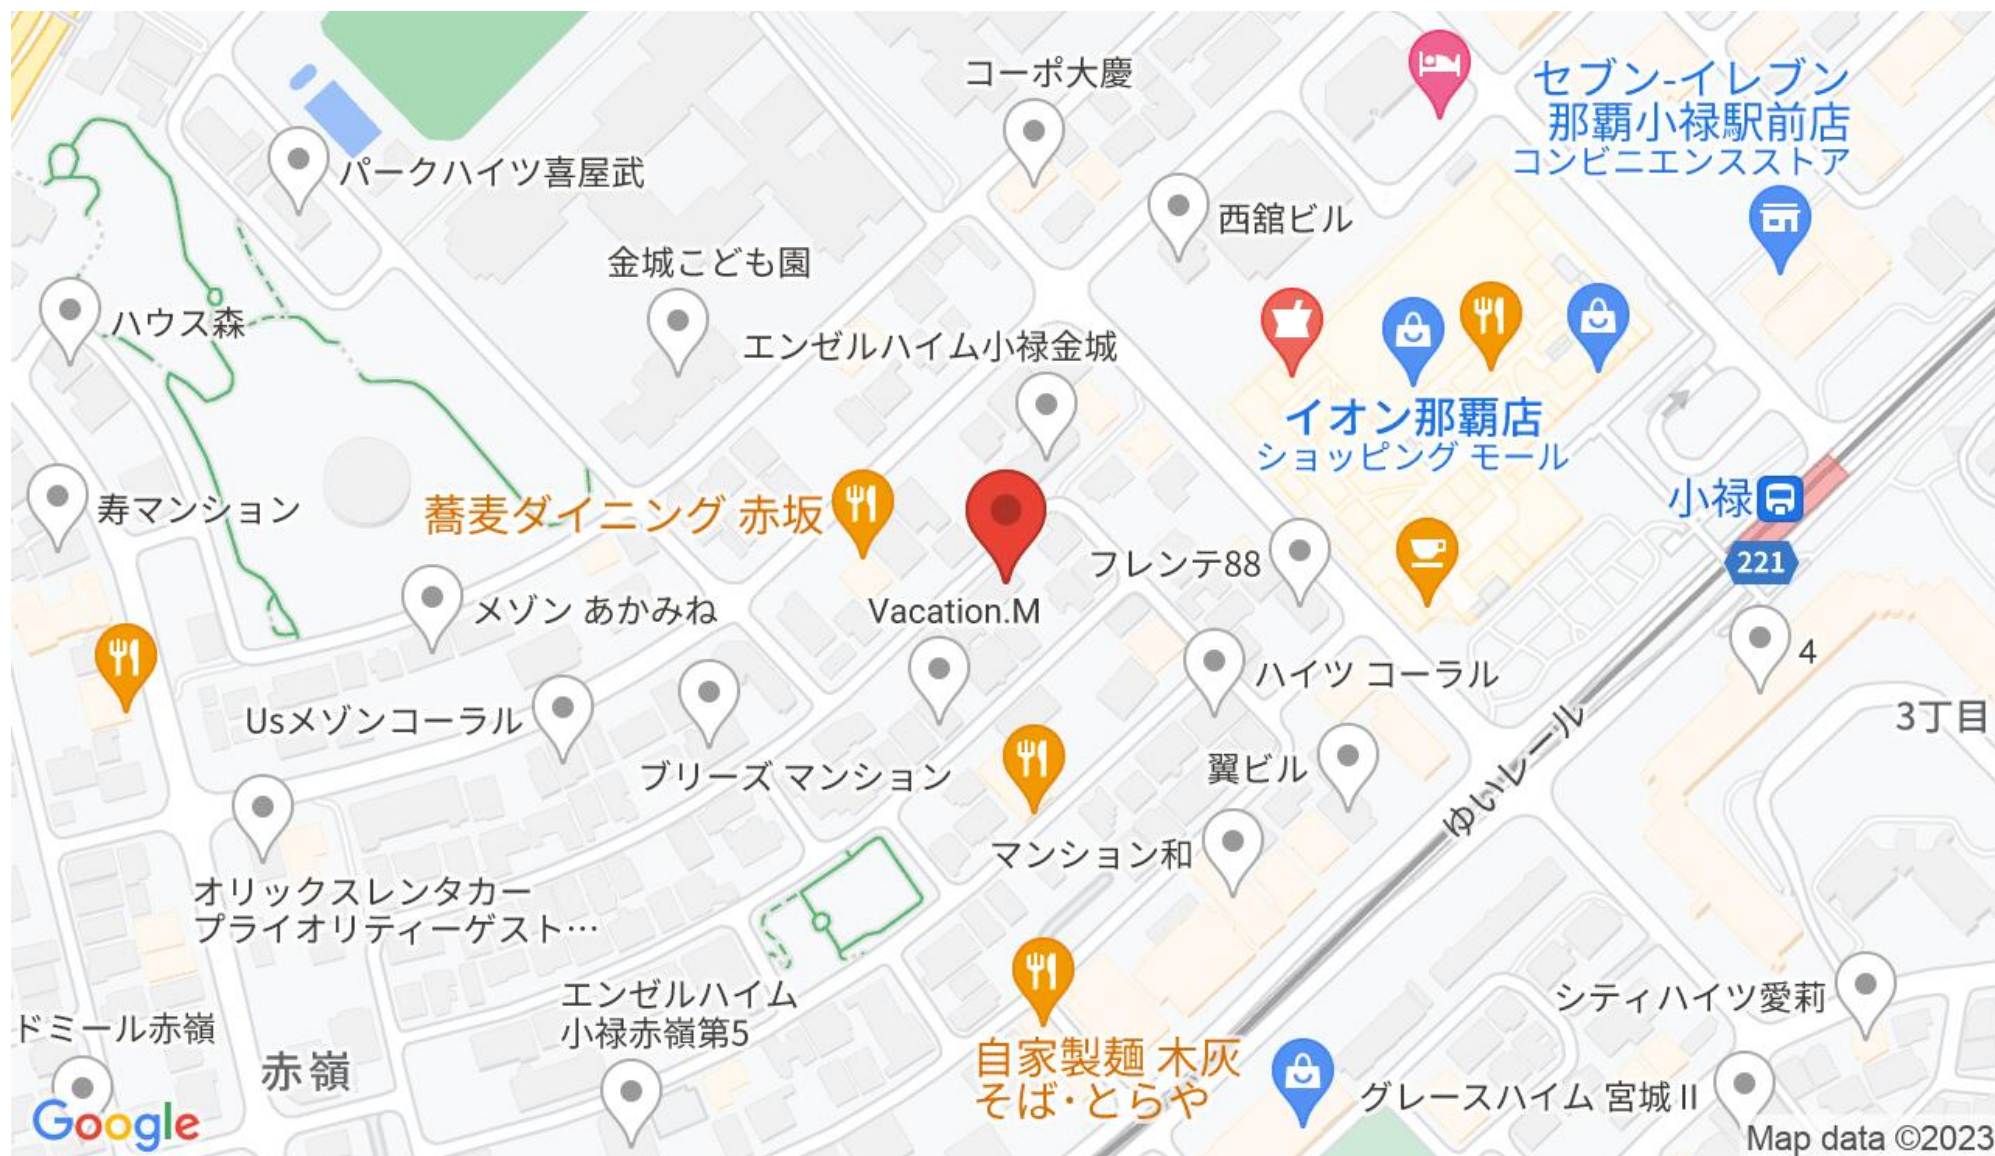 コーポ大慶
セブン-イレブン
那覇小禄駅前店
コンビニエンスストア
パークハイツ喜屋武
西舘ビル
金城こども園
ハウス森
エンゼルハイム小禄金城
イオン那覇店
ショッピング モール
小禄
寿マンション
蕎麦ダイニング 赤坂
フレンテ88
221
メゾン あかみね
Vacation.M
4
ハイツ コーラル
Usメゾンコーラル
3丁目
ブリーズ マンション
翼ビル
ゆいレール
マンション和
オリックスレンタカー
プライオリティーゲスト…
エンゼルハイム
小禄赤嶺第5
シティハイツ愛莉
ドミール赤嶺
赤嶺
自家製麺 木灰
そば・とらや
グレースハイム 宮城 II
Google
Map data ©2023